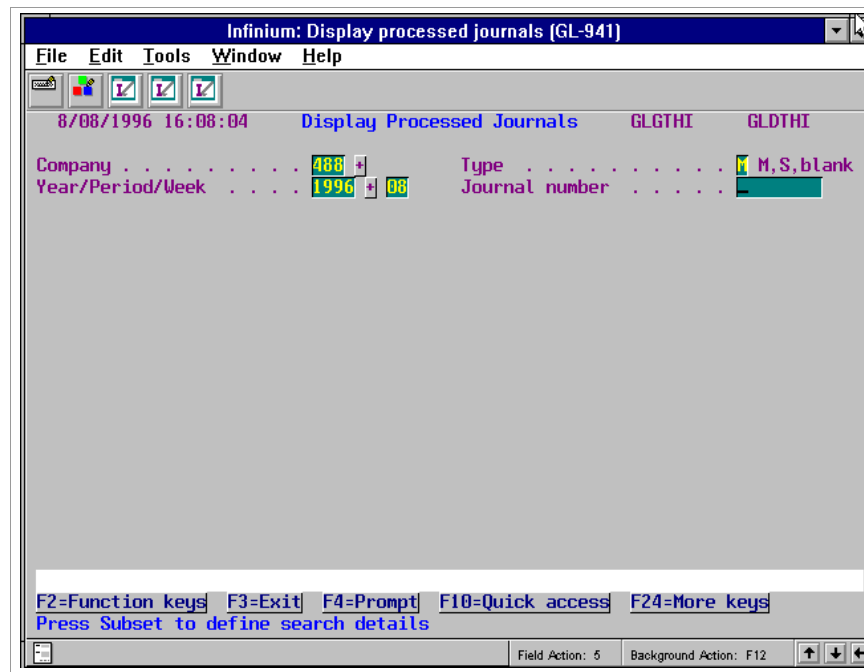 Infinium: Display processed journals (GL-941)
File Edit Tools Window Help
8/08/1996 16:08:04 Display Processed Journals GLGTHI GLDTHI
Company . . . . . . . . . 488 + Type . . . . . . . . . . M M,S,blank
Year/Period/Week . . . . 1996 + 08 Journal number . . . . .
F2=Function keys F3=Exit F4=Prompt F10=Quick access F24=More keys
Press Subset to define search details
Field Action: 5 Background Action: F12